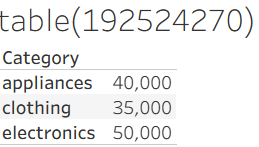 table(192524270)
Category
appliances 40,000
clothing 35,000
electronics 50,000